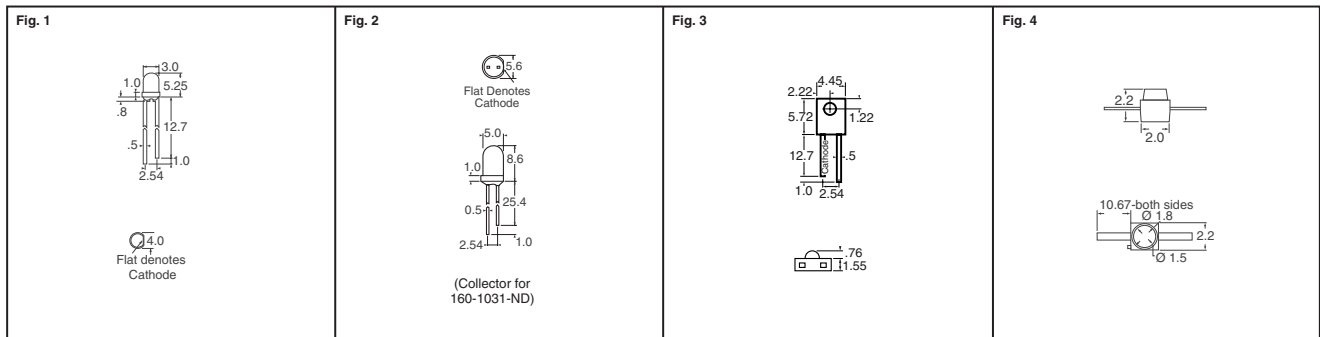 Fig. 1
3.0
1.0
5.25
.8
12.7
.5
1.0
2.54
4.0
Flat denotes
Cathode
Fig. 2
5.6
Flat Denotes
Cathode
5.0
1.0
8.6
25.4
0.5
2.54
1.0
(Collector for
160-1031-ND)
Fig. 3
4.45
2.22
5.72
1.22
12.7
Cathode
.5
1.0
2.54
.76
1.55
Fig. 4
2.2
2.0
10.67-both sides
Ø 1.8
2.2
Ø 1.5